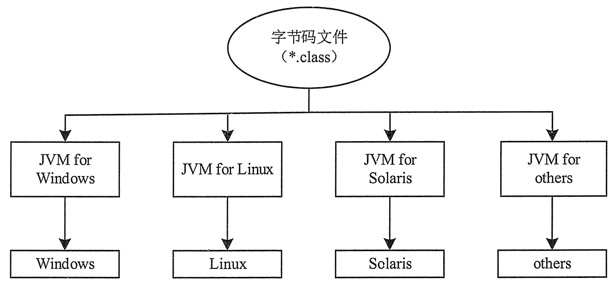 字节码文件
（*.class）
JVM for
Windows
JVM for Linux
JVM for
Solaris
JVM for
others
Windows
Linux
Solaris
others